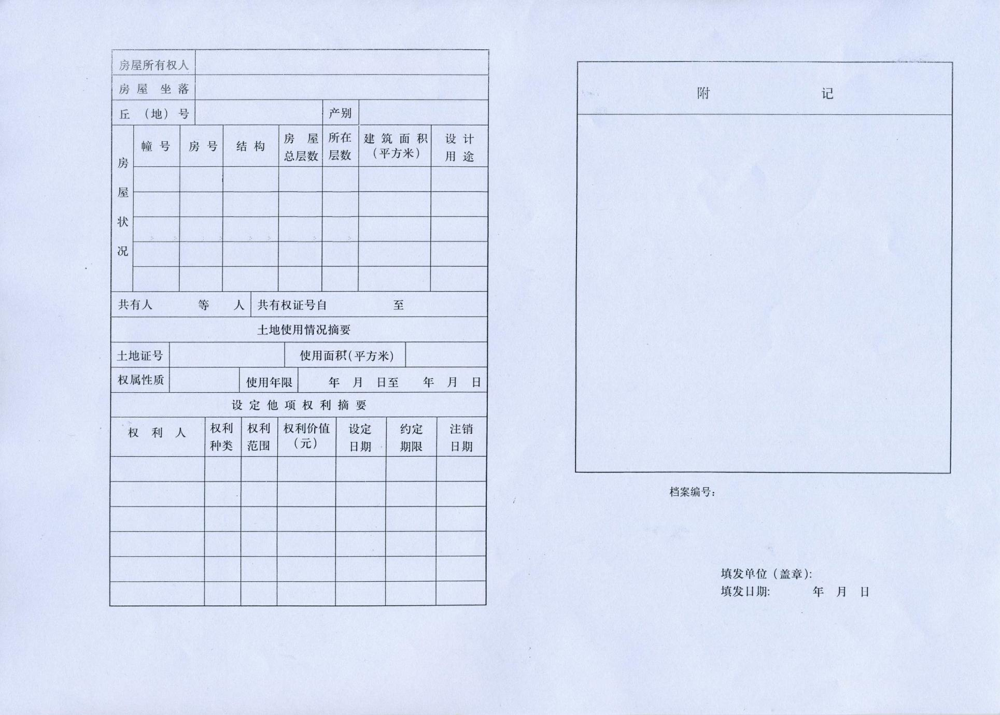 房屋所有权人
房屋 坐落
丘 （地）号 产别
房屋状况
幢号 房号 结构 房屋总层数 所在层数 建筑面积（平方米） 设计用途
共有人 等 人 共有权证号自 至
土地使用情况摘要
土地证号 使用面积(平方米)
权属性质 使用年限 年 月 日至 年 月 日
设定他项权利摘要
权利人 权利种类 权利范围 权利价值（元） 设定日期 约定期限 注销日期
附 记
档案编号：
填发单位（盖章）：
填发日期： 年 月 日